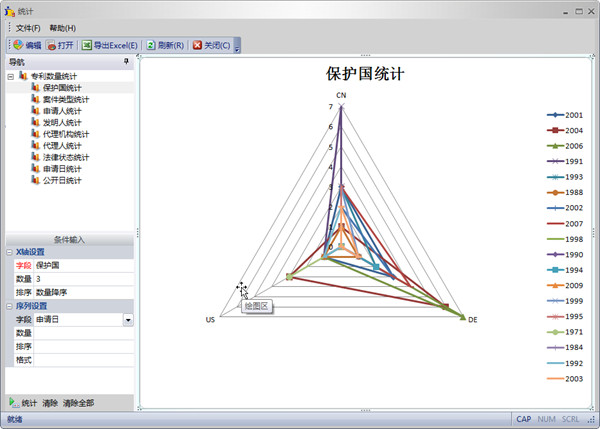 统计
文件(F) 帮助(H)
编辑 打开 导出Excel(E) 刷新(R) 关闭(C)
导航
专利数量统计
保护国统计
案件类型统计
申请人统计
发明人统计
代理机构统计
代理人统计
法律状态统计
申请日统计
公开日统计
条件输入
X轴设置
字段 保护国
数量 3
排序 数量降序
序列设置
字段 申请日
数量
排序
格式
统计 清除 清除全部
保护国统计
CN
7
6
5
4
3
2
1
0
US
DE
绘图区
2001
2004
2006
1991
1993
1988
2002
2007
1998
1990
1994
2009
1999
1995
1971
1984
1992
2003
就绪
CAP NUM SCRL